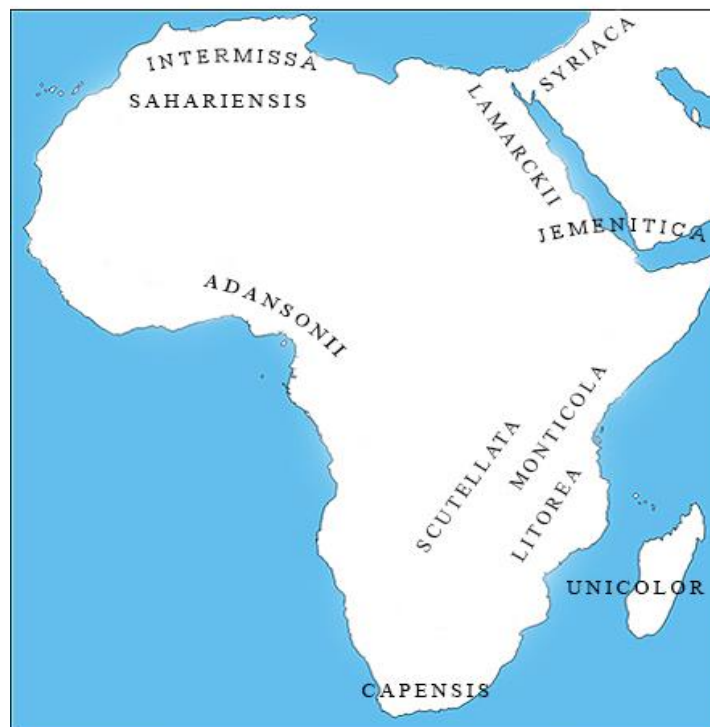 INTERMISSA
SAHARIENSIS
SYRIACA
LAMARCKII
JEMENITICA
ADANSONII
SCUTELLATA
MONTICOLA
LITOREA
UNICOLOR
CAPENSIS